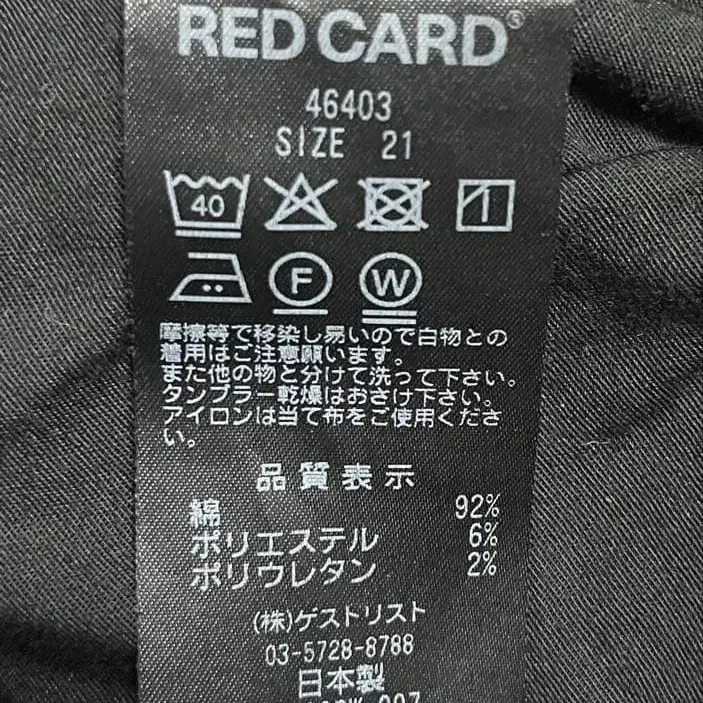 RED CARD®
46403
SIZE 21
40
F
W
摩擦等で移染し易いので白物との
着用はご注意願います。
また他の物と分けて洗って下さい。
タンブラー乾燥はおさけ下さい。
アイロンは当て布をご使用くださ
い。
品質表示
綿 92%
ポリエステル 6%
ポリウレタン 2%
(株)ゲストリスト
03-5728-8788
日本製